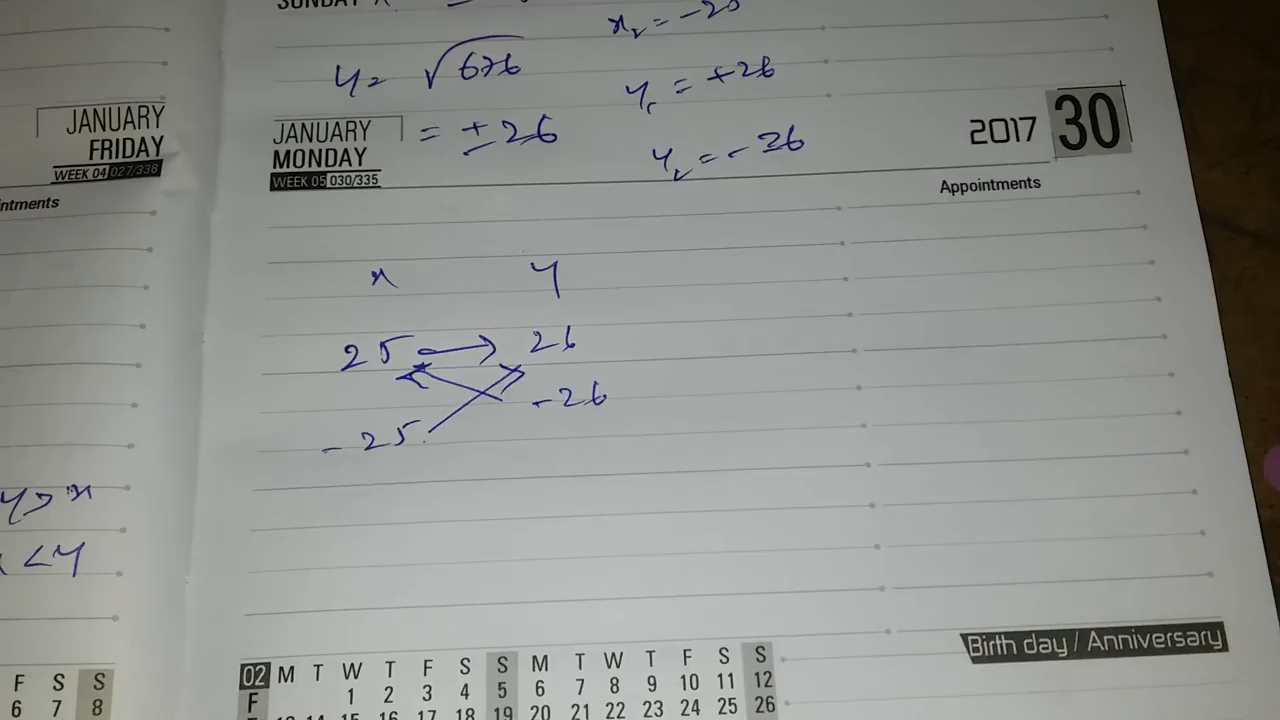 SUNDAY x
x₂ = -25
y = √676
y₁ = +26
= ±26
y₂ = - 26
JANUARY
FRIDAY
WEEK 04 027/338
ntments
JANUARY
MONDAY
WEEK 05 030/335
2017 30
Appointments
x y
25 → 26
-26
-25
y > x
< y
Birth day / Anniversary
02 M T W T F S S M T W T F S S
F 1 2 3 4 5 6 7 8 9 10 11 12
15 16 17 18 19 20 21 22 23 24 25 26
F S S
6 7 8